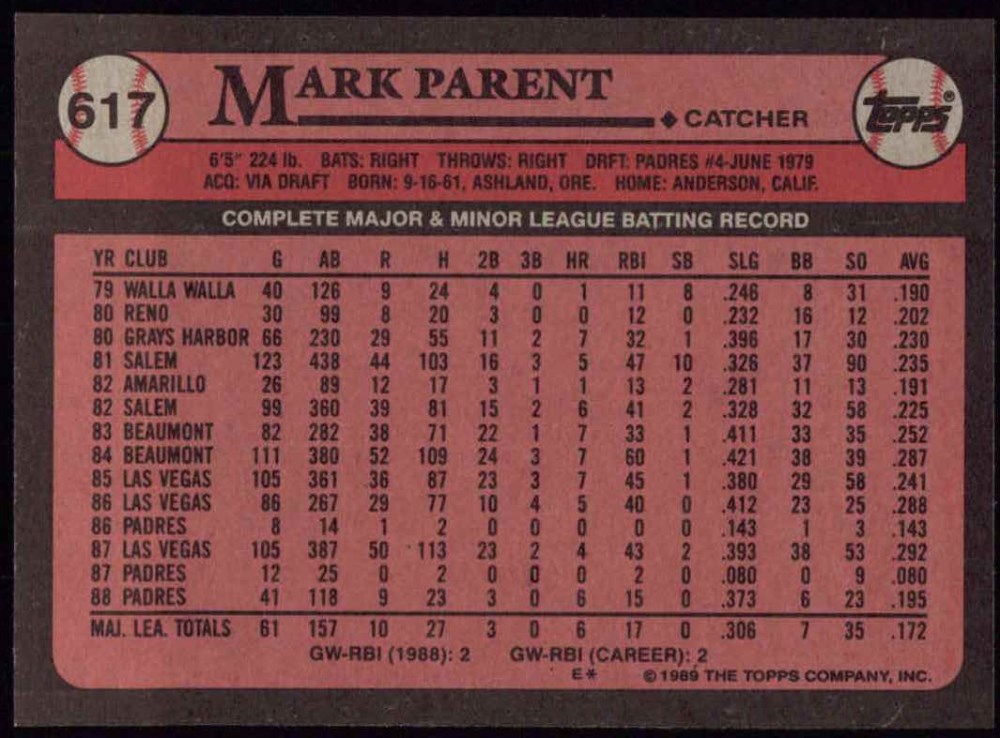 617 MARK PARENT Topps®
◆ CATCHER
6'5" 224 lb. BATS: RIGHT THROWS: RIGHT DRFT: PADRES #4-JUNE 1979
ACQ: VIA DRAFT BORN: 9-16-61, ASHLAND, ORE. HOME: ANDERSON, CALIF.
COMPLETE MAJOR & MINOR LEAGUE BATTING RECORD
YR CLUB G AB R H 2B 3B HR RBI SB SLG BB SO AVG
79 WALLA WALLA 40 126 9 24 4 0 1 11 8 .246 8 31 .190
80 RENO 30 99 8 20 3 0 0 12 0 .232 16 12 .202
80 GRAYS HARBOR 66 230 29 55 11 2 7 32 1 .396 17 30 .230
81 SALEM 123 438 44 103 16 3 5 47 10 .326 37 90 .235
82 AMARILLO 26 89 12 17 3 1 1 13 2 .281 11 13 .191
82 SALEM 99 360 39 81 15 2 6 41 2 .328 32 58 .225
83 BEAUMONT 82 282 38 71 22 1 7 33 1 .411 33 35 .252
84 BEAUMONT 111 380 52 109 24 3 7 60 1 .421 38 39 .287
85 LAS VEGAS 105 361 36 87 23 3 7 45 1 .380 29 58 .241
86 LAS VEGAS 86 267 29 77 10 4 5 40 0 .412 23 25 .288
86 PADRES 8 14 1 2 0 0 0 0 0 .143 1 3 .143
87 LAS VEGAS 105 387 50 113 23 2 4 43 2 .393 38 53 .292
87 PADRES 12 25 0 2 0 0 0 2 0 .080 0 9 .080
88 PADRES 41 118 9 23 3 0 6 15 0 .373 6 23 .195
MAJ. LEA. TOTALS 61 157 10 27 3 0 6 17 0 .306 7 35 .172
GW-RBI (1988): 2 GW-RBI (CAREER): 2
E* © 1989 THE TOPPS COMPANY, INC.